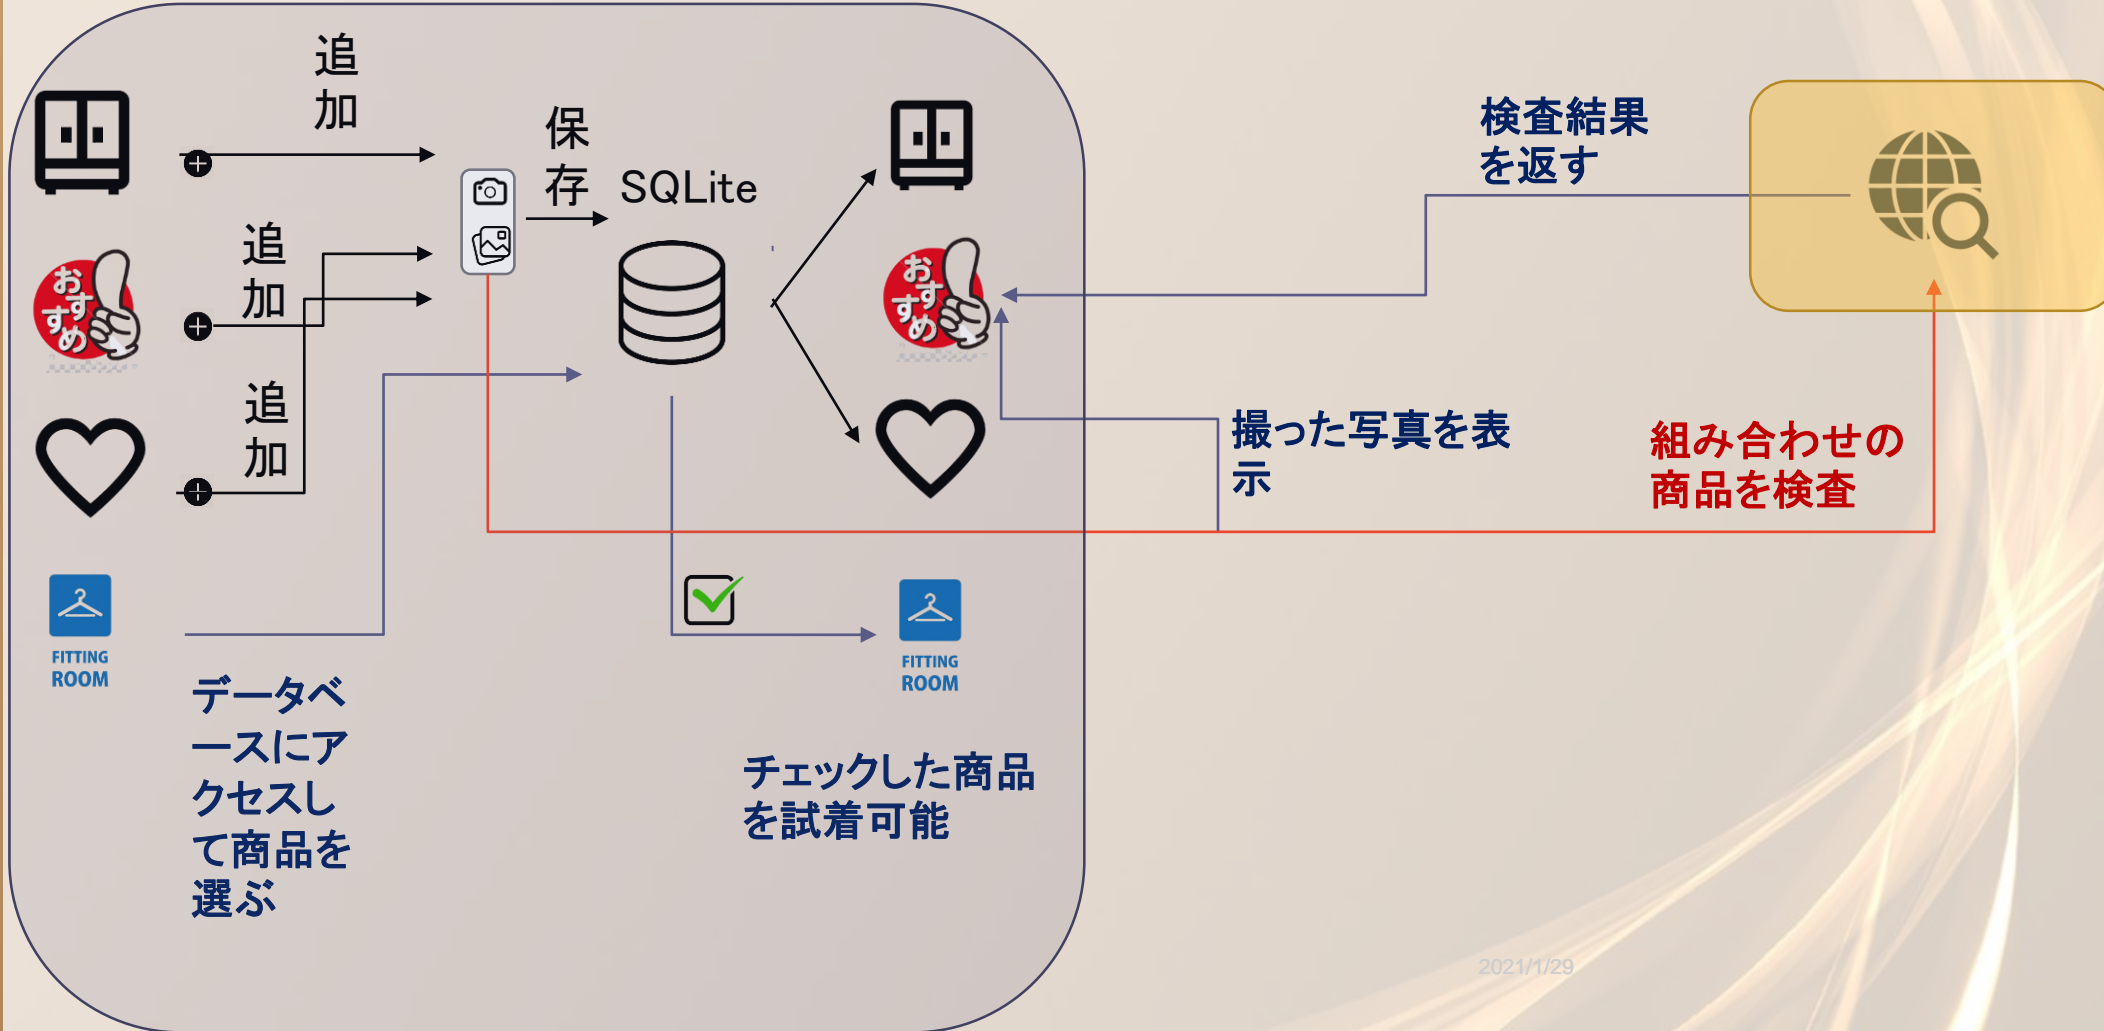 追
加
保
存
SQLite
検査結果
を返す
おすすめ
追
加
おすすめ
追
加
撮った写真を表
示
組み合わせの
商品を検査
FITTING
ROOM
FITTING
ROOM
データベ
ースにア
クセスし
て商品を
選ぶ
チェックした商品
を試着可能
2021/1/29